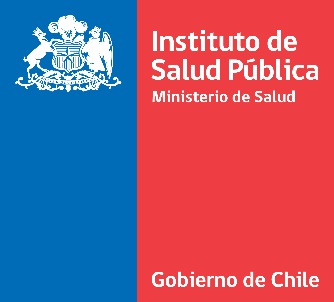 Instituto de
Salud Pública
Ministerio de Salud
Gobierno de Chile